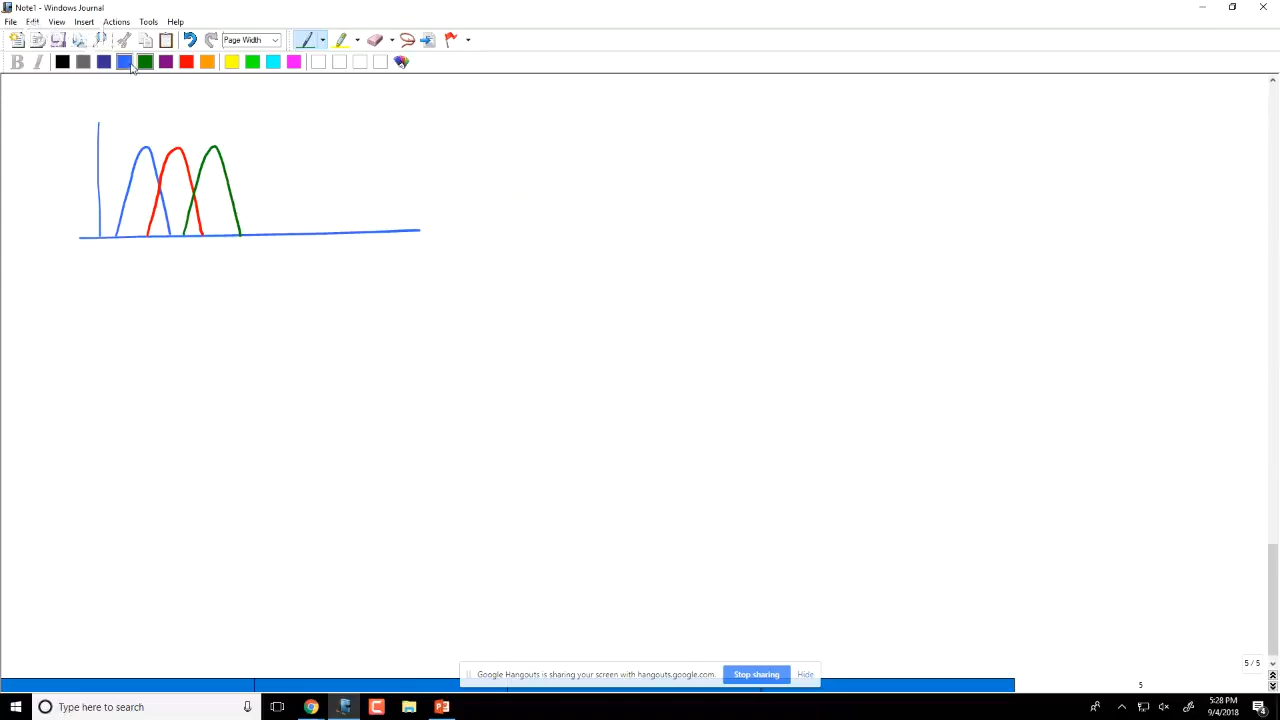 Note1 - Windows Journal
File Edit View Insert Actions Tools Help
Page Width
B I
5 / 5
Google Hangouts is sharing your screen with hangouts.google.com. Stop sharing Hide
5
Type here to search
5:28 PM
9/4/2018
4